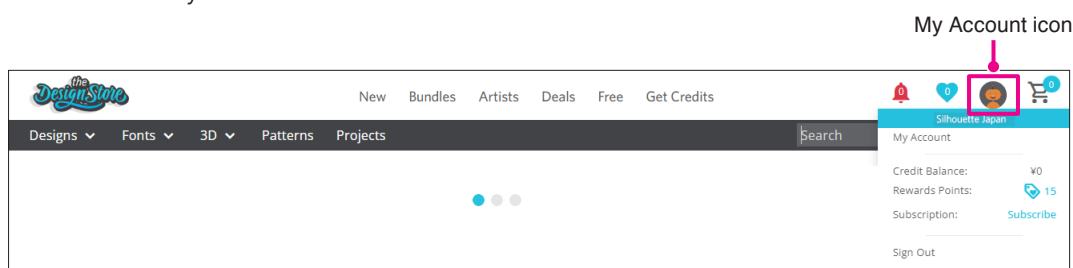 My Account icon
the
Design Store
New Bundles Artists Deals Free Get Credits
0 0 0
Designs Fonts 3D Patterns Projects Search
Silhouette Japan
My Account
Credit Balance: ¥0
Rewards Points: 15
Subscription: Subscribe
Sign Out